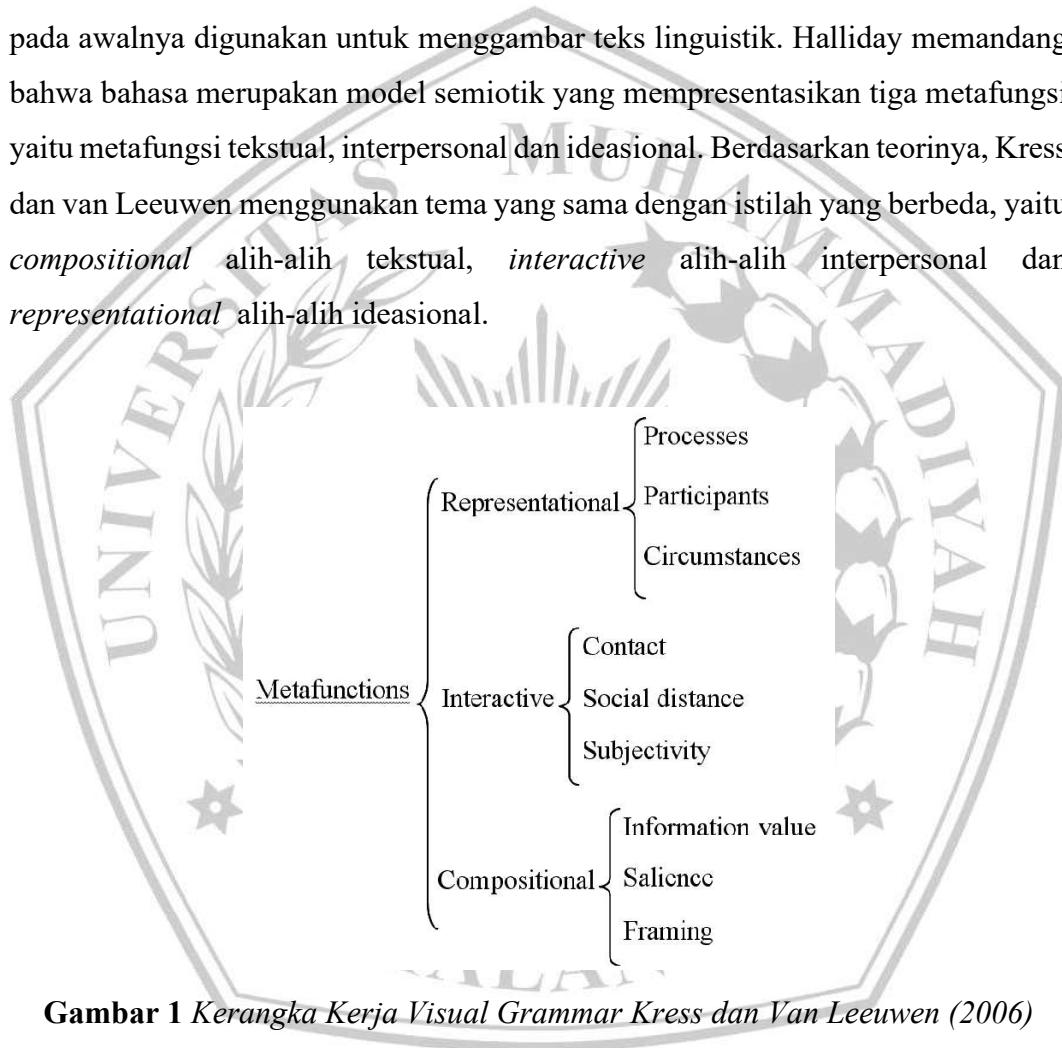 pada awalnya digunakan untuk menggambar teks linguistik. Halliday memandang
bahwa bahasa merupakan model semiotik yang mempresentasikan tiga metafungsi
yaitu metafungsi tekstual, interpersonal dan ideasional. Berdasarkan teorinya, Kress
dan van Leeuwen menggunakan tema yang sama dengan istilah yang berbeda, yaitu
compositional alih-alih tekstual, interactive alih-alih interpersonal dan
representational alih-alih ideasional.
UNIVERSITAS MUHAMMADIYAH
Processes
Representational
Participants
Circumstances
Contact
Metafunctions
Interactive
Social distance
Subjectivity
Information value
Compositional
Salience
Framing
Gambar 1 Kerangka Kerja Visual Grammar Kress dan Van Leeuwen (2006)